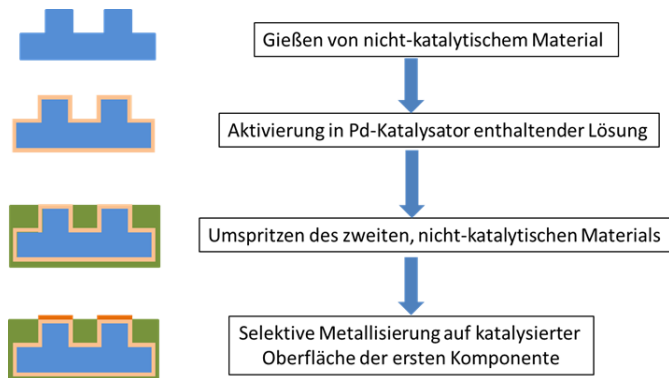 Gießen von nicht-katalytischem Material
Aktivierung in Pd-Katalysator enthaltender Lösung
Umspritzen des zweiten, nicht-katalytischen Materials
Selektive Metallisierung auf katalysierter
Oberfläche der ersten Komponente